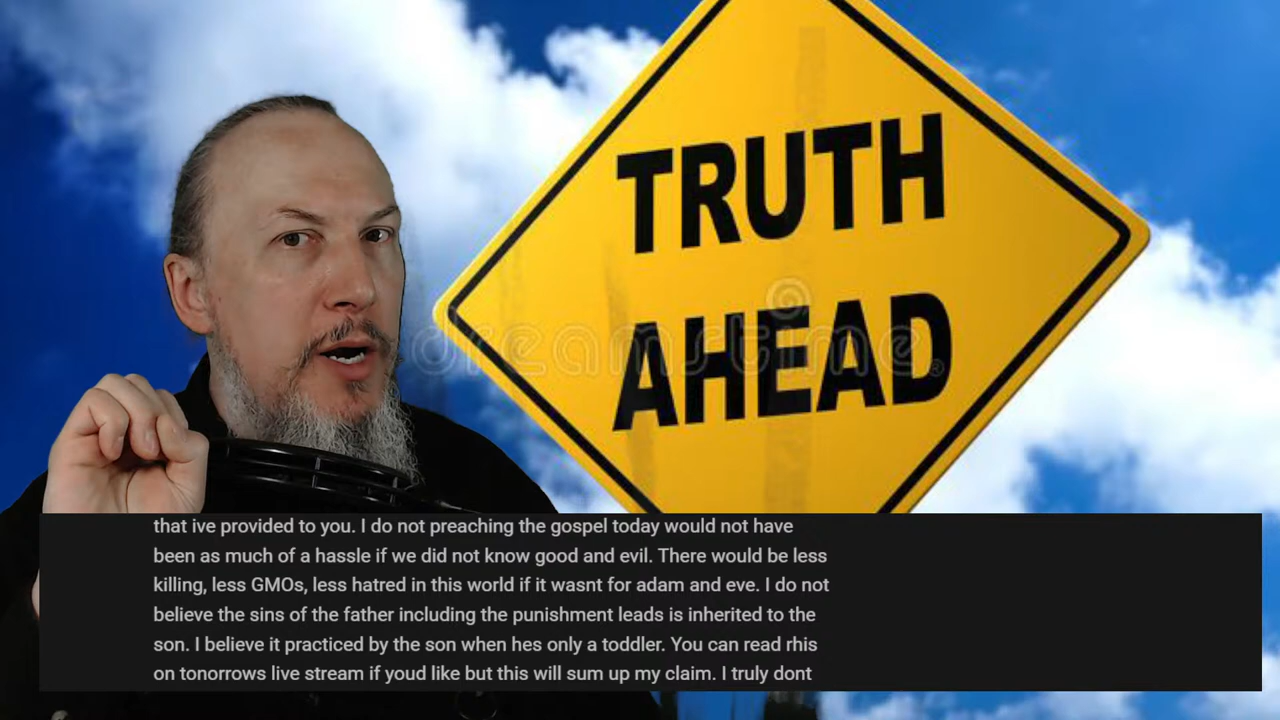 TRUTH
AHEAD
dreamstime
that ive provided to you. I do not preaching the gospel today would not have
been as much of a hassle if we did not know good and evil. There would be less
killing, less GMOs, less hatred in this world if it wasnt for adam and eve. I do not
believe the sins of the father including the punishment leads is inherited to the
son. I believe it practiced by the son when hes only a toddler. You can read rhis
on tonorrows live stream if youd like but this will sum up my claim. I truly dont